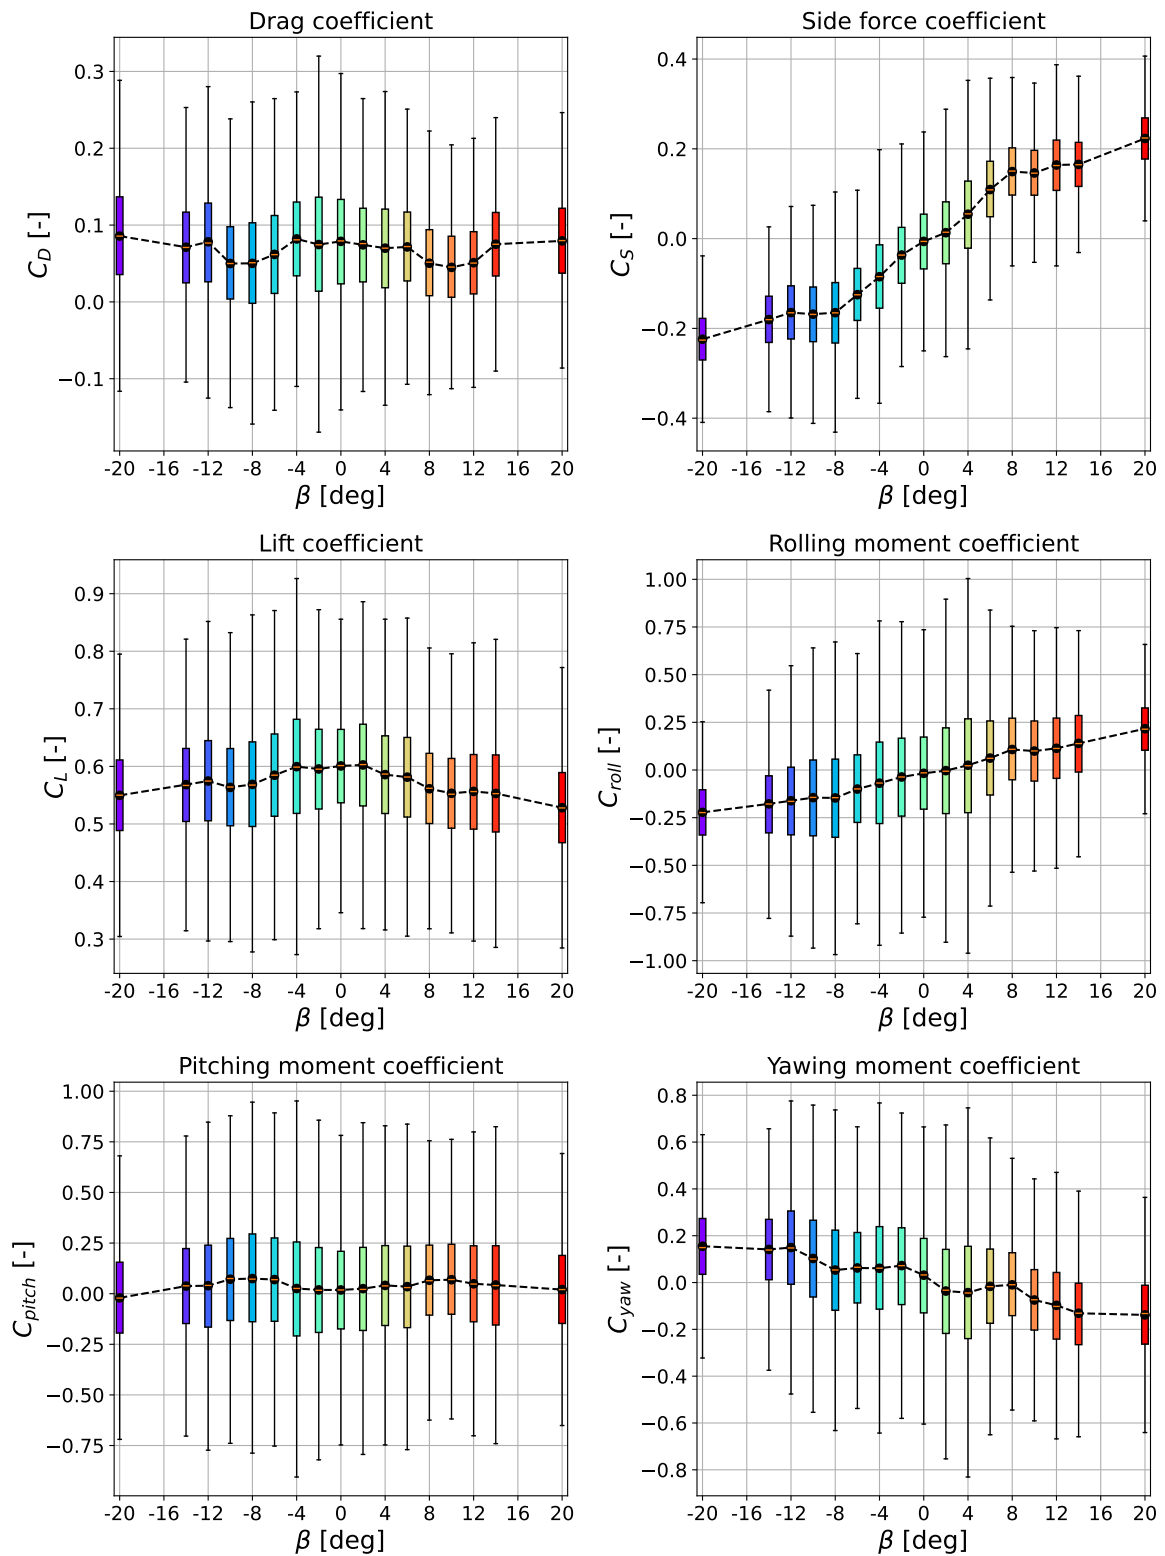 Drag coefficient
C_D [-]
0.3
0.2
0.1
0.0
−0.1
-20 -16 -12 -8 -4 0 4 8 12 16 20
β [deg]
Side force coefficient
C_S [-]
0.4
0.2
0.0
−0.2
−0.4
-20 -16 -12 -8 -4 0 4 8 12 16 20
β [deg]
Lift coefficient
C_L [-]
0.9
0.8
0.7
0.6
0.5
0.4
0.3
-20 -16 -12 -8 -4 0 4 8 12 16 20
β [deg]
Rolling moment coefficient
C_roll [-]
1.00
0.75
0.50
0.25
0.00
−0.25
−0.50
−0.75
−1.00
-20 -16 -12 -8 -4 0 4 8 12 16 20
β [deg]
Pitching moment coefficient
C_pitch [-]
1.00
0.75
0.50
0.25
0.00
−0.25
−0.50
−0.75
-20 -16 -12 -8 -4 0 4 8 12 16 20
β [deg]
Yawing moment coefficient
C_yaw [-]
0.8
0.6
0.4
0.2
0.0
−0.2
−0.4
−0.6
−0.8
-20 -16 -12 -8 -4 0 4 8 12 16 20
β [deg]